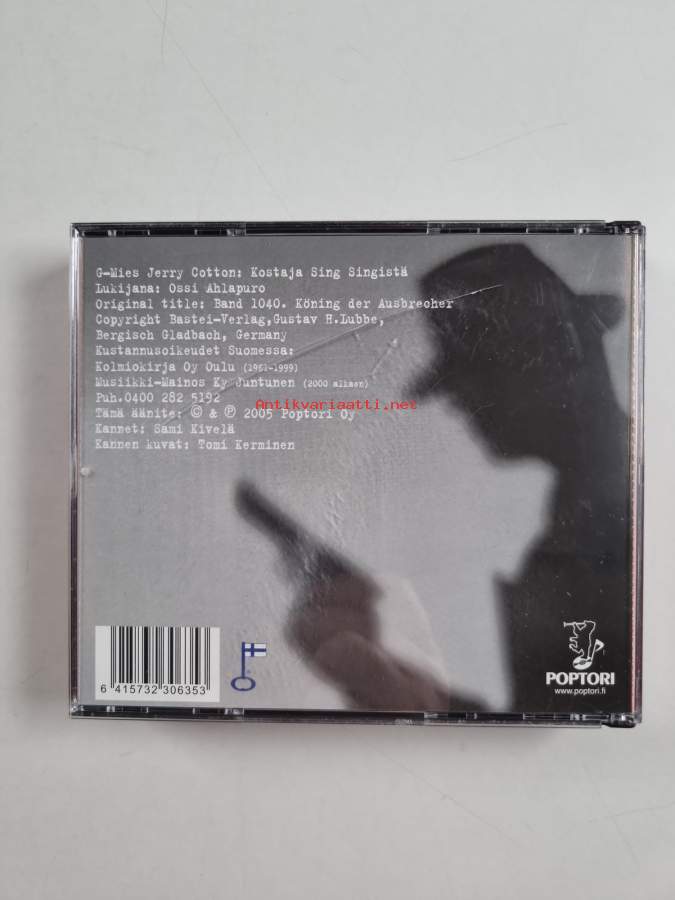 G-Mies Jerry Cotton: Kostaja Sing Singistä
Lukijana: Ossi Ahlapuro
Original title: Band 1040. Köning der Ausbrecher
Copyright Bastei-Verlag,Gustav H.Lubbe,
Bergisch Gladbach, Germany
Kustannusoikeudet Suomessa:
Kolmiokirja Oy Oulu (1961-1999)
Musiikki-Mainos Ky Juntunen (2000 alkaen)
Puh.0400 282 5192
Antikvariaatti.net
Tämä äänite: © & ℗ 2005 Poptori Oy
Kannet: Sami Kivelä
Kannen kuvat: Tomi Kerminen
6 415732 306353
POPTORI
www.poptori.fi